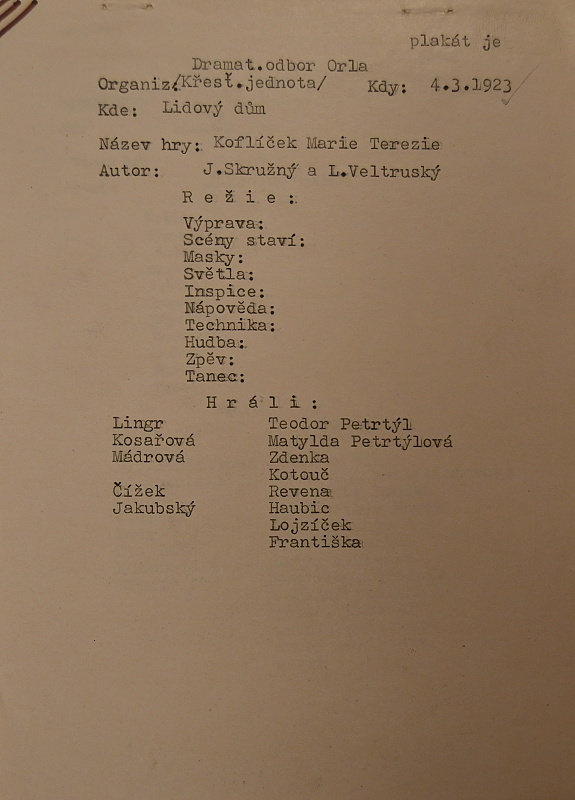 plakát je
Dramat.odbor Orla
Organiz./Křesť.jednota/ Kdy: 4.3.1923
Kde: Lidový dům
Název hry: Koflíček Marie Terezie
Autor: J.Skružný a L.Veltruský
R e ž i e :
Výprava:
Scény staví:
Masky:
Světla:
Inspice:
Nápověda:
Technika:
Hudba:
Zpěv:
Tanec:
H r á l i :
Lingr Teodor Petrtýl
Kosařová Matylda Petrtýlová
Mádrová Zdenka
Kotouč
Čížek Revena
Jakubský Haubic
Lojzíček
Františka